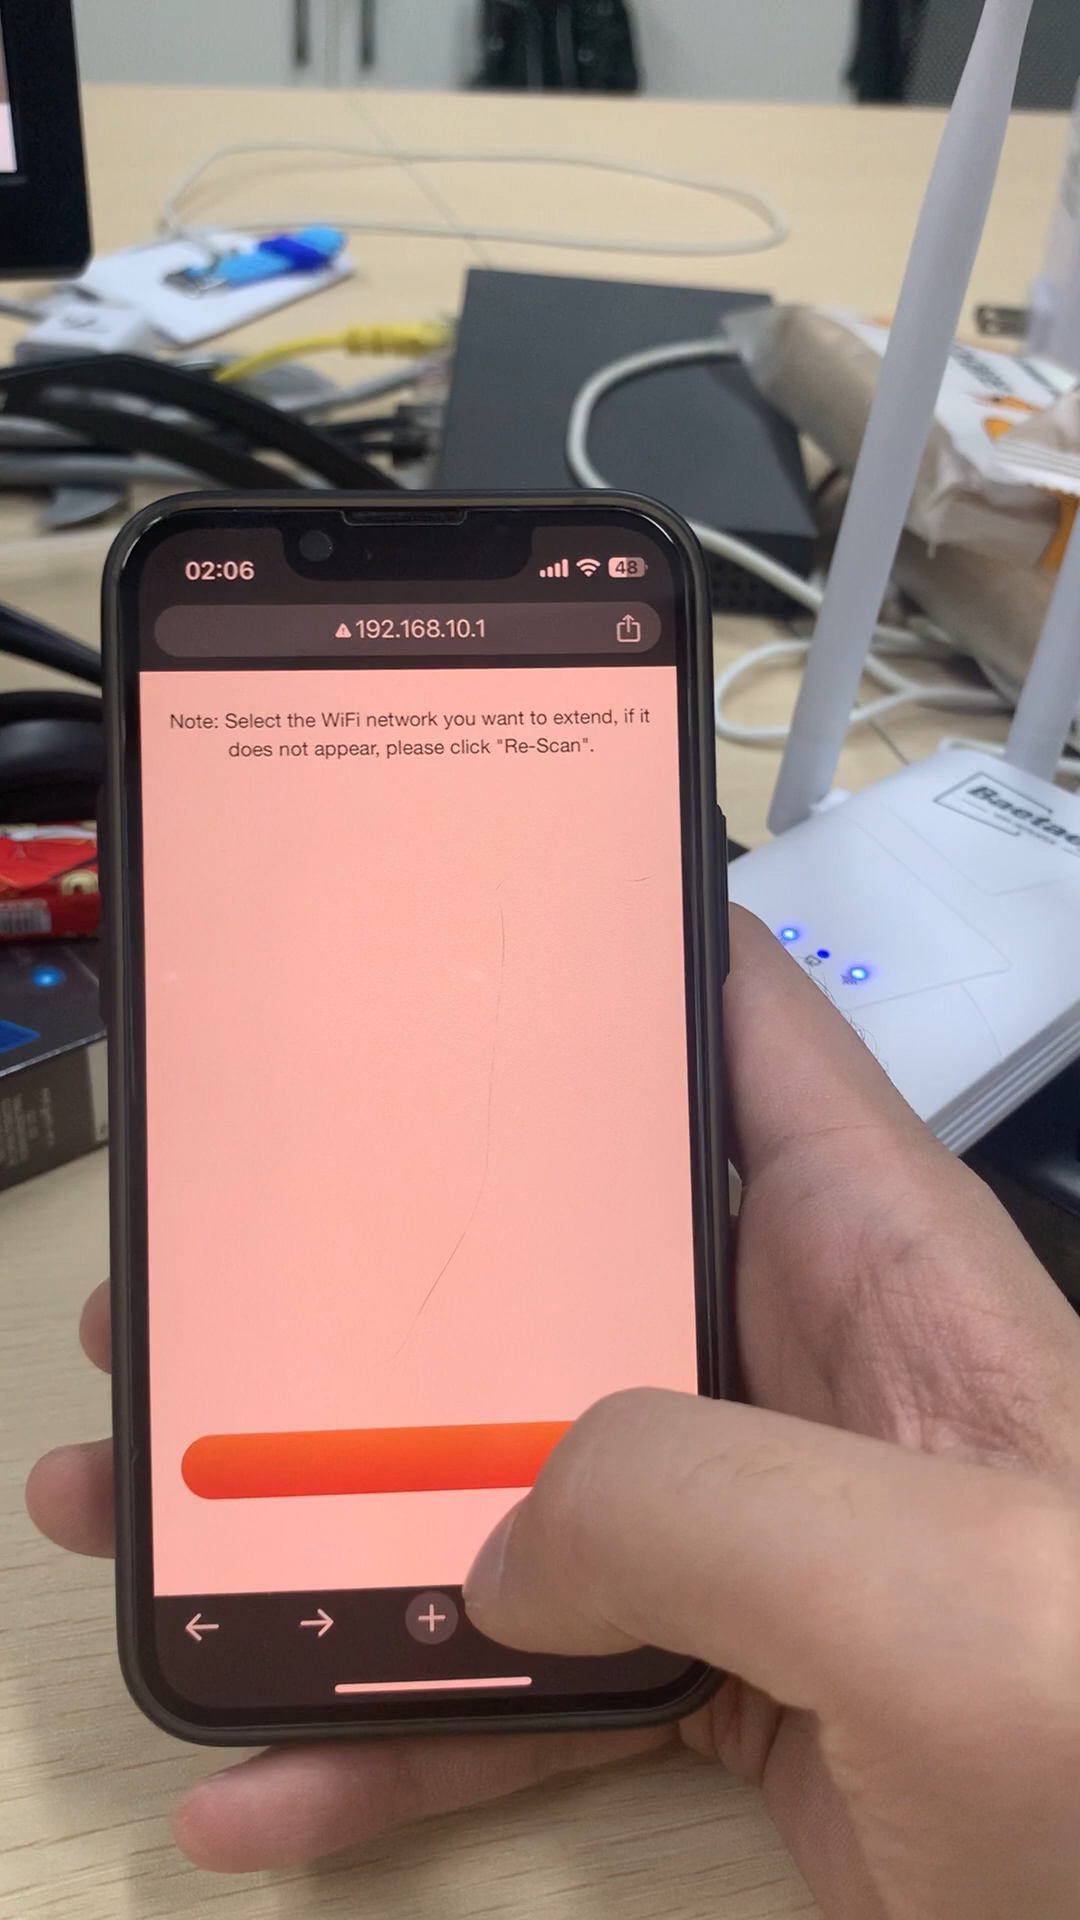 02:06
48
192.168.10.1
Note: Select the WiFi network you want to extend, if it
does not appear, please click "Re-Scan".